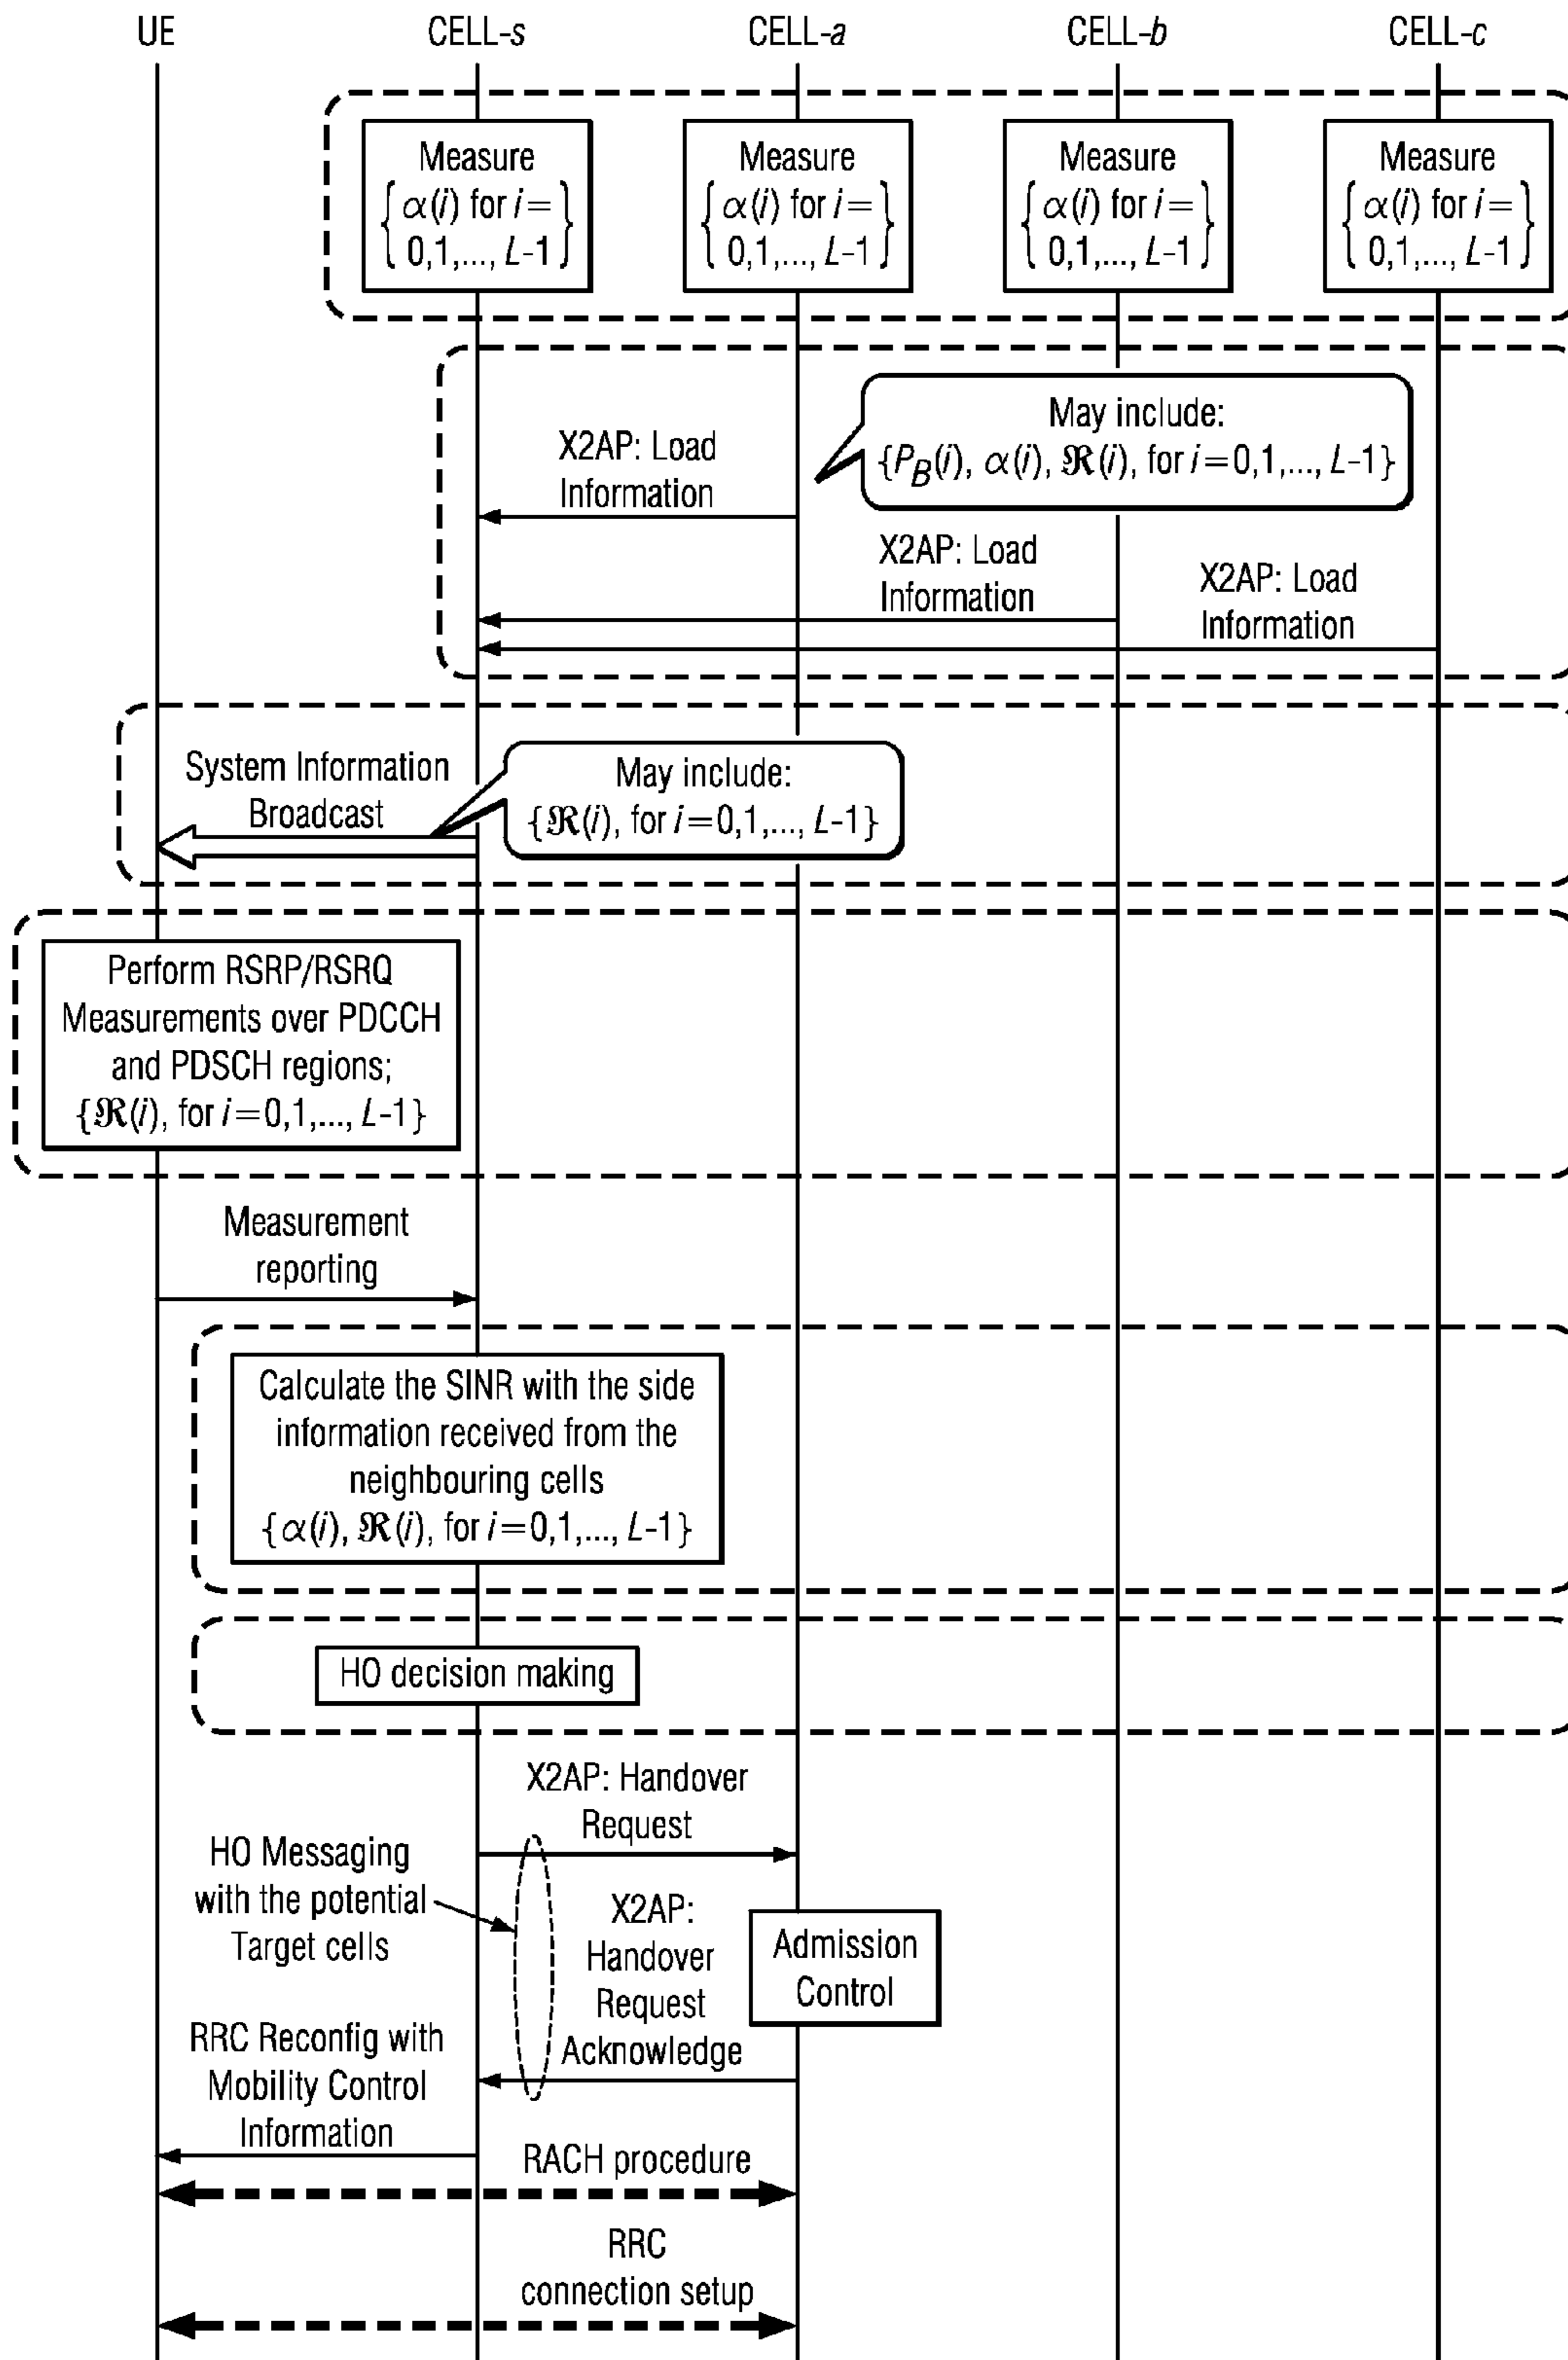 UE CELL-s CELL-a CELL-b CELL-c
Measure
{α(i) for i=
0,1,..., L-1}
Measure
{α(i) for i=
0,1,..., L-1}
Measure
{α(i) for i=
0,1,..., L-1}
Measure
{α(i) for i=
0,1,..., L-1}
May include:
{P_B(i), α(i), ℜ(i), for i=0,1,..., L-1}
X2AP: Load
Information
X2AP: Load
Information
X2AP: Load
Information
System Information
Broadcast
May include:
{ℜ(i), for i=0,1,..., L-1}
Perform RSRP/RSRQ
Measurements over PDCCH
and PDSCH regions;
{ℜ(i), for i=0,1,..., L-1}
Measurement
reporting
Calculate the SINR with the side
information received from the
neighbouring cells
{α(i), ℜ(i), for i=0,1,..., L-1}
HO decision making
X2AP: Handover
Request
HO Messaging
with the potential
Target cells
X2AP:
Handover
Request
Acknowledge
Admission
Control
RRC Reconfig with
Mobility Control
Information
RACH procedure
RRC
connection setup